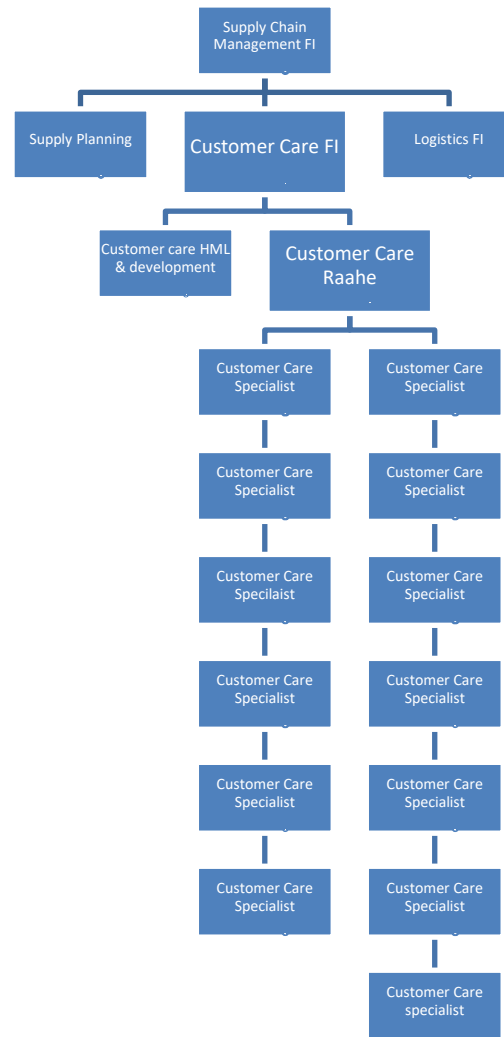 Supply Chain
Management FI
Supply Planning
Customer Care FI
Logistics FI
Customer care HML
& development
Customer Care
Raahe
Customer Care
Specialist
Customer Care
Specialist
Customer Care
Specialist
Customer Care
Specialist
Customer Care
Specilaist
Customer Care
Specialist
Customer Care
Specialist
Customer Care
Specialist
Customer Care
Specialist
Customer Care
Specialist
Customer Care
Specialist
Customer Care
Specialist
Customer Care
specialist